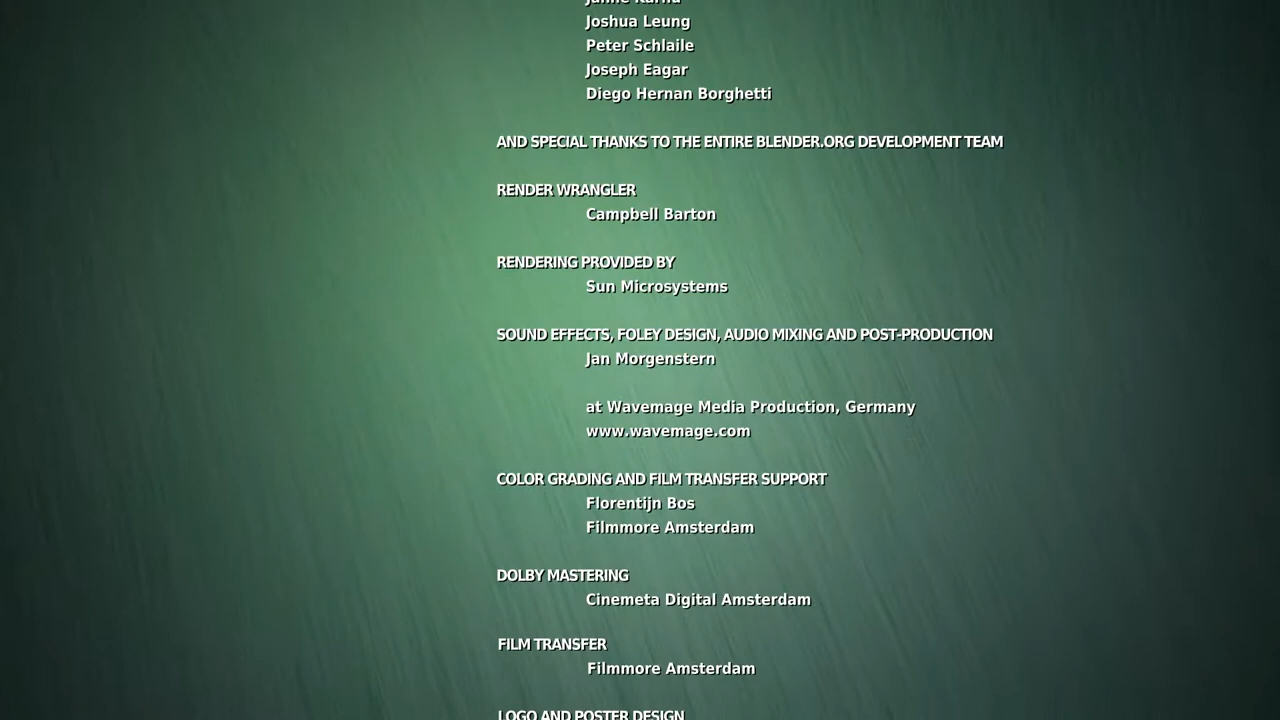 Joshua Leung
Peter Schlaile
Joseph Eagar
Diego Hernan Borghetti
AND SPECIAL THANKS TO THE ENTIRE BLENDER.ORG DEVELOPMENT TEAM
RENDER WRANGLER
Campbell Barton
RENDERING PROVIDED BY
Sun Microsystems
SOUND EFFECTS, FOLEY DESIGN, AUDIO MIXING AND POST-PRODUCTION
Jan Morgenstern
at Wavemage Media Production, Germany
www.wavemage.com
COLOR GRADING AND FILM TRANSFER SUPPORT
Florentijn Bos
Filmmore Amsterdam
DOLBY MASTERING
Cinemeta Digital Amsterdam
FILM TRANSFER
Filmmore Amsterdam
LOGO AND POSTER DESIGN